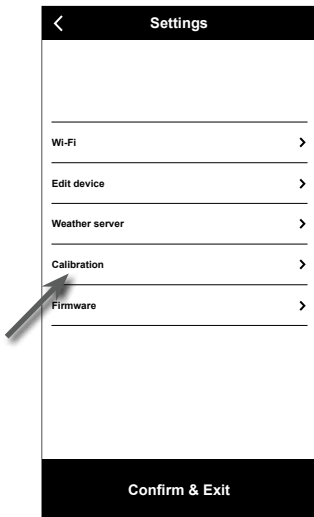 Settings
Wi-Fi
Edit device
Weather server
Calibration
Firmware
Confirm & Exit